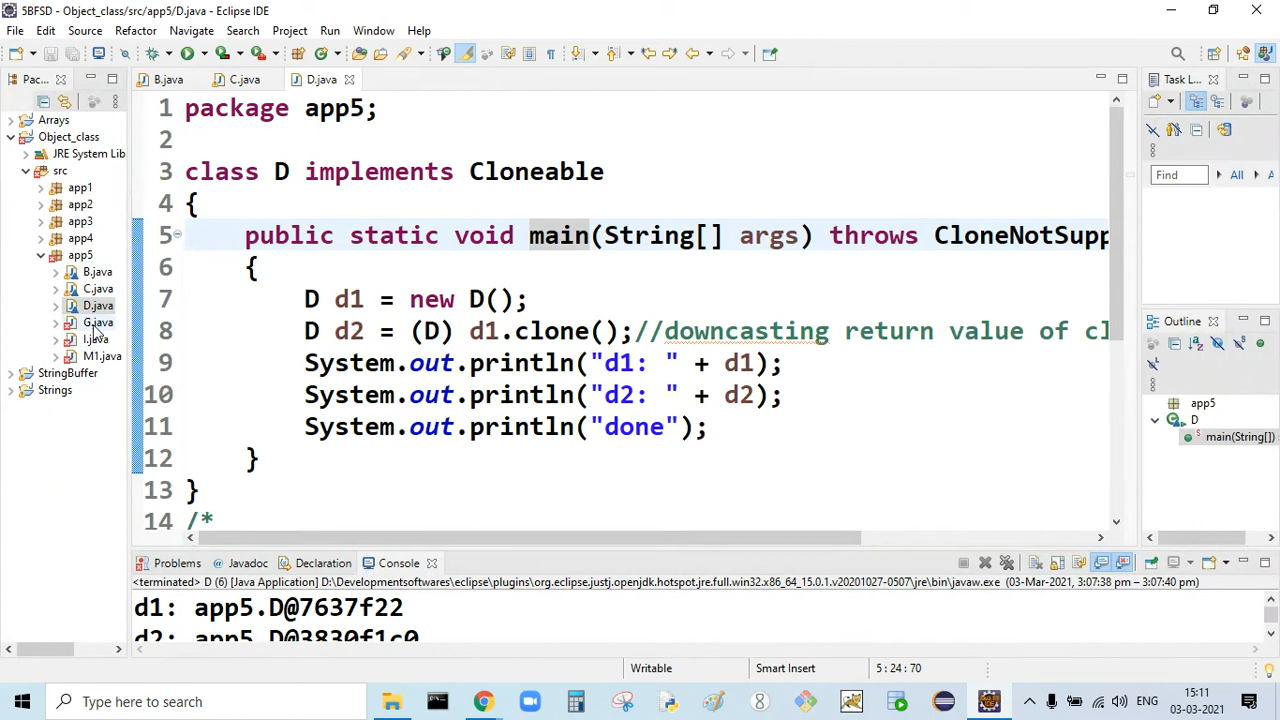 5BFSD - Object_class/src/app5/D.java - Eclipse IDE
File Edit Source Refactor Navigate Search Project Run Window Help
Pac...
B.java
C.java
D.java
Task L...
Arrays
Object_class
JRE System Lib
src
app1
app2
app3
app4
app5
B.java
C.java
D.java
G.java
I.java
M1.java
StringBuffer
Strings
1 package app5;
2
3 class D implements Cloneable
4 {
5 public static void main(String[] args) throws CloneNotSupp
6 {
7 D d1 = new D();
8 D d2 = (D) d1.clone();//downcasting return value of cl
9 System.out.println("d1: " + d1);
10 System.out.println("d2: " + d2);
11 System.out.println("done");
12 }
13 }
14 /*
Find All A
Outline
app5
D
main(String[])
Problems Javadoc Declaration Console
<terminated> D (6) [Java Application] D:\Developmentsoftwares\eclipse\plugins\org.eclipse.justj.openjdk.hotspot.jre.full.win32.x86_64_15.0.1.v20201027-0507\jre\bin\javaw.exe (03-Mar-2021, 3:07:38 pm – 3:07:40 pm)
d1: app5.D@7637f22
d2: app5.D@3830f1c0
Writable Smart Insert 5 : 24 : 70
Type here to search
ENG
15:11
03-03-2021